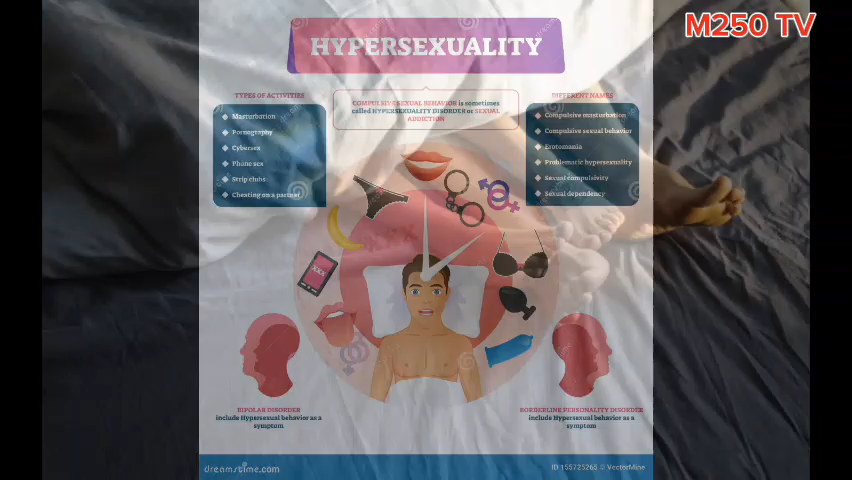 M250 TV
HYPERSEXUALITY
TYPES OF ACTIVITIES
Masturbation
Pornography
Cybersex
Phone sex
Strip clubs
Cheating on a partner
COMPULSIVE SEXUAL BEHAVIOR is sometimes
called HYPERSEXUALITY DISORDER or SEXUAL
ADDICTION
DIFFERENT NAMES
Compulsive masturbation
Compulsive sexual behavior
Erotomania
Problematic hypersexuality
Sexual compulsivity
Sexual dependency
XXX
BIPOLAR DISORDER
include Hypersexual behavior as a
symptom
BORDERLINE PERSONALITY DISORDER
include Hypersexual behavior as a
symptom
dreamstime.com
ID 155725265 © VectorMine